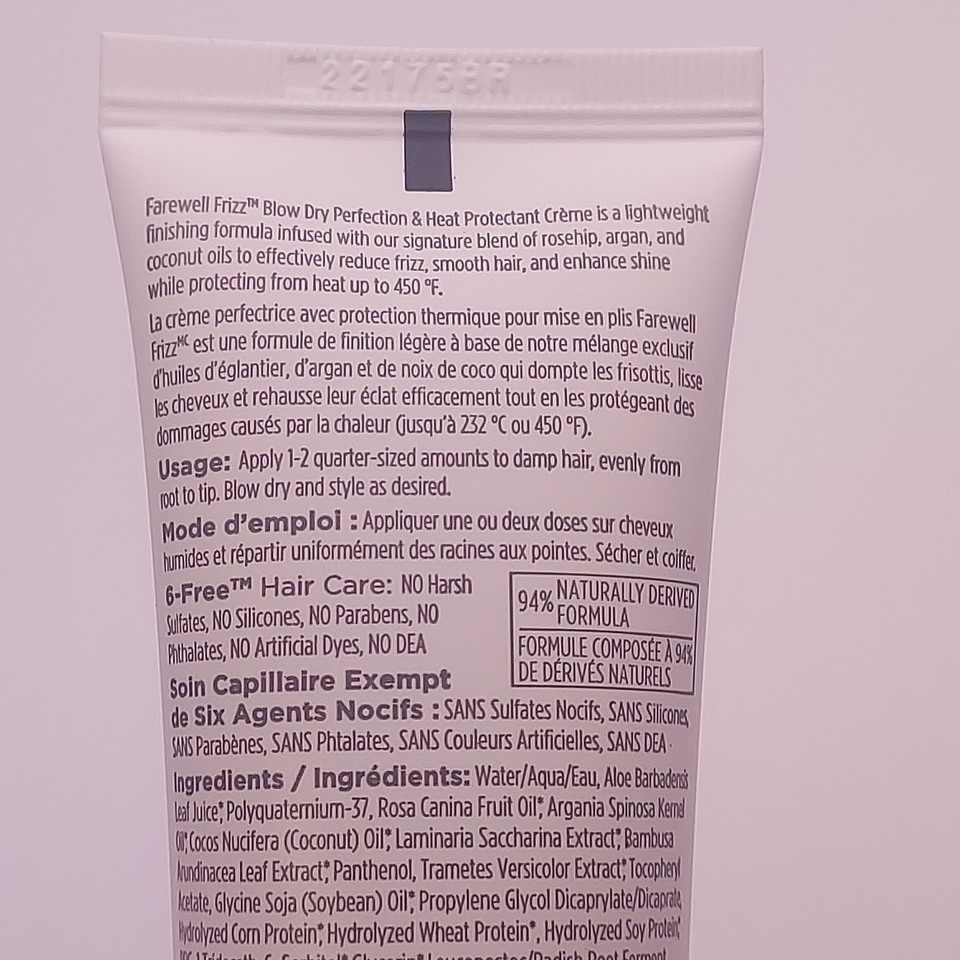 22175BR
Farewell Frizz™ Blow Dry Perfection & Heat Protectant Crème is a lightweight
finishing formula infused with our signature blend of rosehip, argan, and
coconut oils to effectively reduce frizz, smooth hair, and enhance shine
while protecting from heat up to 450 °F.
La crème perfectrice avec protection thermique pour mise en plis Farewell
Frizz ᴹᶜ est une formule de finition légère à base de notre mélange exclusif
d'huiles d'églantier, d'argan et de noix de coco qui dompte les frisottis, lisse
les cheveux et rehausse leur éclat efficacement tout en les protégeant des
dommages causés par la chaleur (jusqu'à 232 °C ou 450 °F).
Usage: Apply 1-2 quarter-sized amounts to damp hair, evenly from
root to tip. Blow dry and style as desired.
Mode d'emploi : Appliquer une ou deux doses sur cheveux
humides et répartir uniformément des racines aux pointes. Sécher et coiffer.
6-Free™ Hair Care: NO Harsh
Sulfates, NO Silicones, NO Parabens, NO
Phthalates, NO Artificial Dyes, NO DEA
94% NATURALLY DERIVED
FORMULA
FORMULE COMPOSÉE À 94%
DE DÉRIVÉS NATURELS
Soin Capillaire Exempt
de Six Agents Nocifs : SANS Sulfates Nocifs, SANS Silicones,
SANS Parabènes, SANS Phtalates, SANS Couleurs Artificielles, SANS DEA
Ingredients / Ingrédients: Water/Aqua/Eau, Aloe Barbadensis
Leaf Juice*, Polyquaternium-37, Rosa Canina Fruit Oil*, Argania Spinosa Kernel
Oil*, Cocos Nucifera (Coconut) Oil*, Laminaria Saccharina Extract*, Bambusa
Arundinacea Leaf Extract*, Panthenol, Trametes Versicolor Extract*, Tocopheryl
Acetate, Glycine Soja (Soybean) Oil*, Propylene Glycol Dicaprylate/Dicaprate,
Hydrolyzed Corn Protein*, Hydrolyzed Wheat Protein*, Hydrolyzed Soy Protein*,